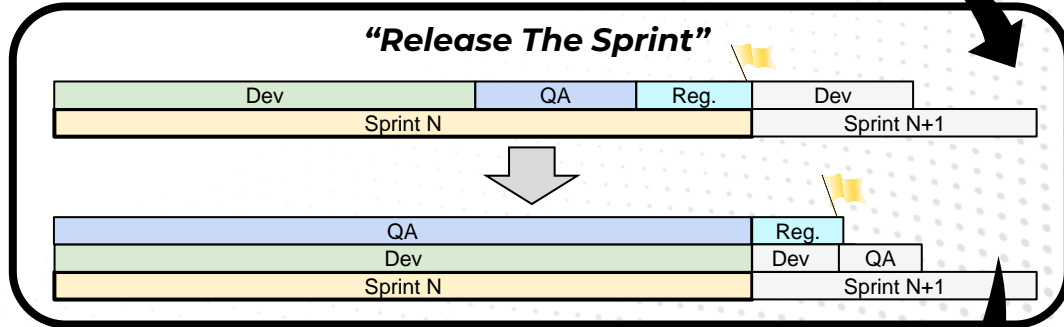 “Release The Sprint”
Dev QA Reg. Dev
Sprint N Sprint N+1
QA Reg.
Dev Dev QA
Sprint N Sprint N+1